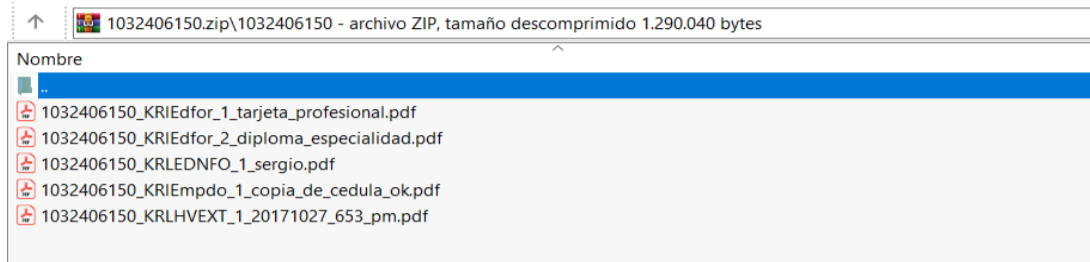 1032406150.zip\1032406150 - archivo ZIP, tamaño descomprimido 1.290.040 bytes
Nombre
..
1032406150_KRIEdfor_1_tarjeta_profesional.pdf
1032406150_KRIEdfor_2_diploma_especialidad.pdf
1032406150_KRLEDNFO_1_sergio.pdf
1032406150_KRIEmpdo_1_copia_de_cedula_ok.pdf
1032406150_KRLHVEXT_1_20171027_653_pm.pdf